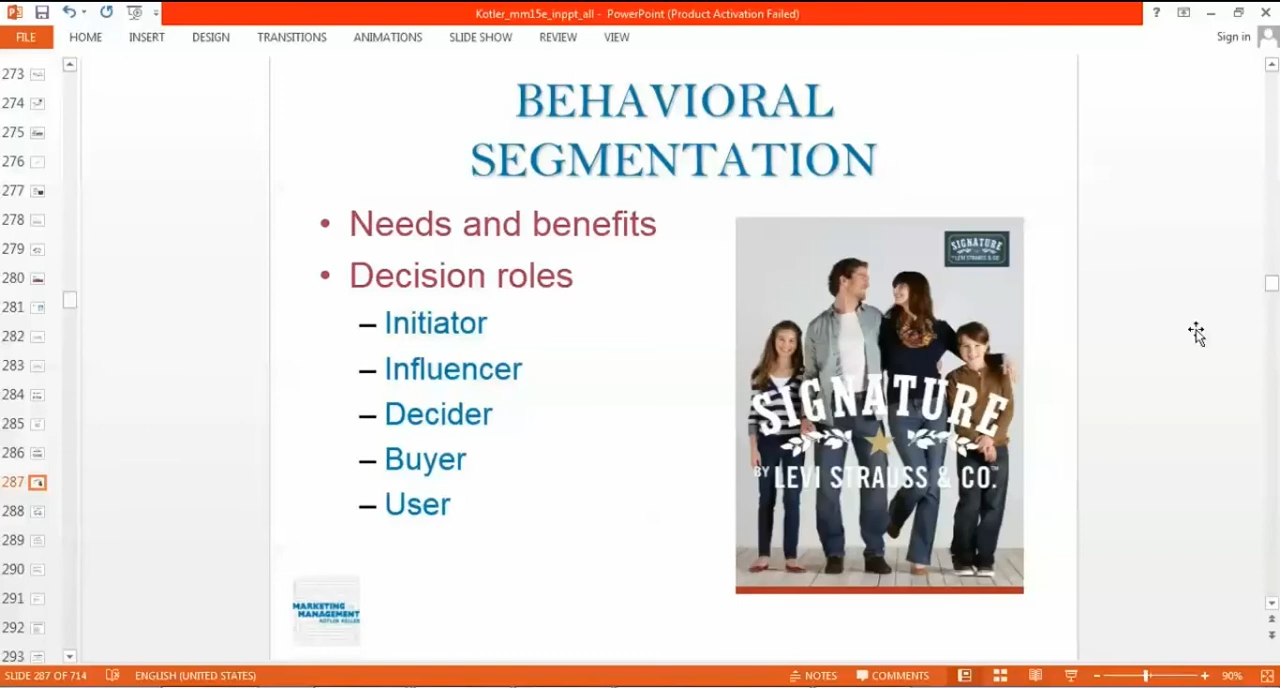 Kotler_mm15e_inppt_all - PowerPoint (Product Activation Failed)
?
FILE HOME INSERT DESIGN TRANSITIONS ANIMATIONS SLIDE SHOW REVIEW VIEW
Sign in
273
274
275
276
277
278
279
280
281
282
283
284
285
286
287
288
289
290
291
292
293
BEHAVIORAL
SEGMENTATION
• Needs and benefits
• Decision roles
– Initiator
– Influencer
– Decider
– Buyer
– User
SIGNATURE
BY LEVI STRAUSS & CO.
SIGNATURE
BY LEVI STRAUSS & CO.™
MARKETING
MANAGEMENT
KOTLER KELLER
SLIDE 287 OF 714 ENGLISH (UNITED STATES) NOTES COMMENTS 90%